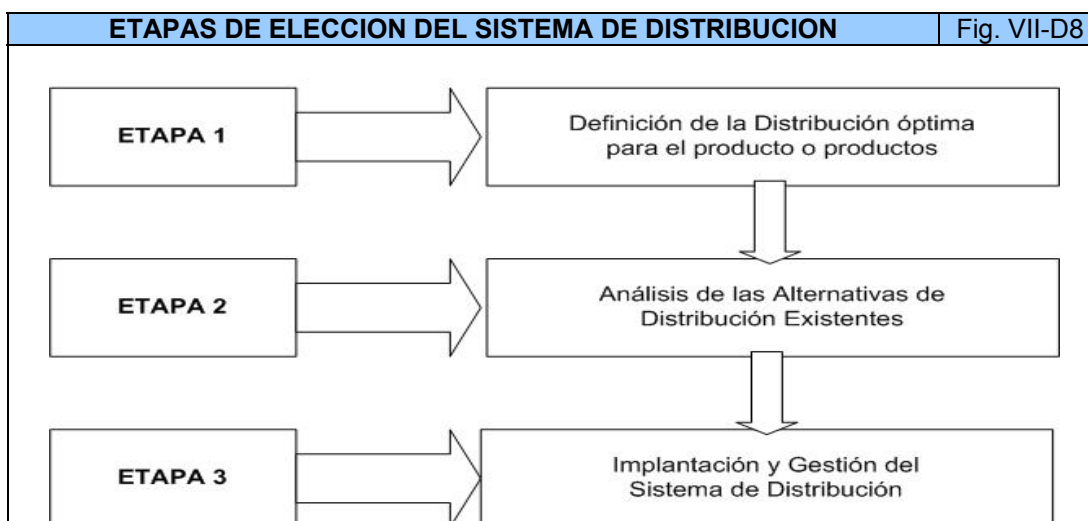 ETAPAS DE ELECCION DEL SISTEMA DE DISTRIBUCION
Fig. VII-D8
ETAPA 1
Definición de la Distribución óptima
para el producto o productos
ETAPA 2
Análisis de las Alternativas de
Distribución Existentes
ETAPA 3
Implantación y Gestión del
Sistema de Distribución